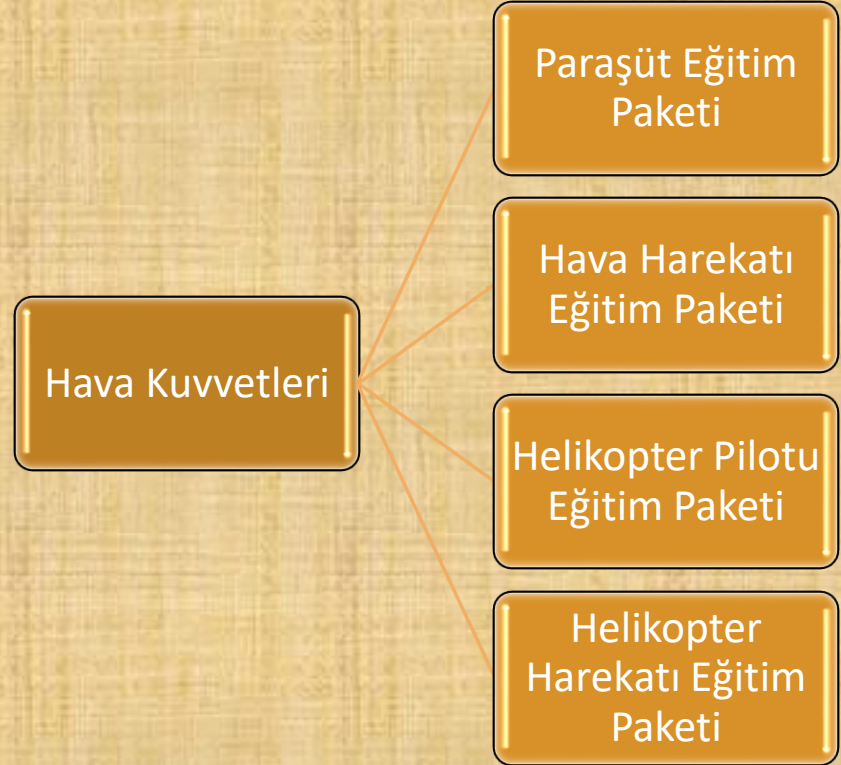 Hava Kuvvetleri
Paraşüt Eğitim
Paketi
Hava Harekatı
Eğitim Paketi
Helikopter Pilotu
Eğitim Paketi
Helikopter
Harekatı Eğitim
Paketi